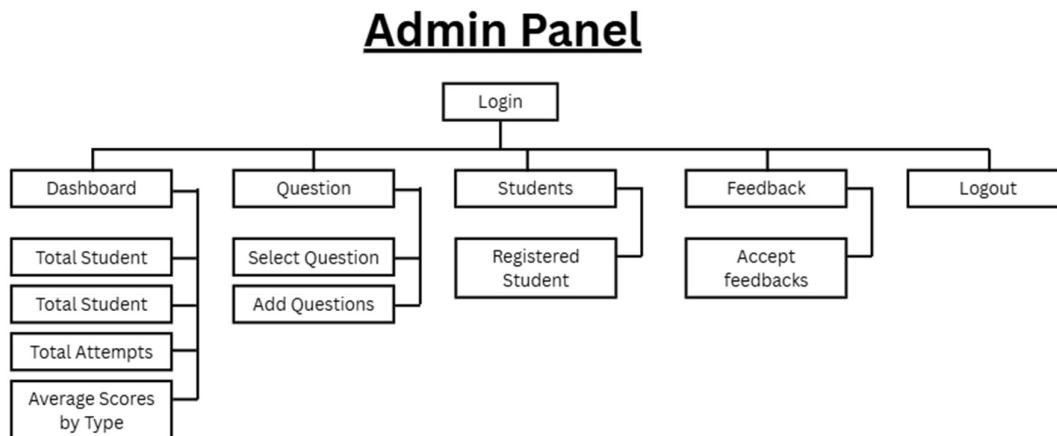 Admin Panel
Login
Dashboard
Question
Students
Feedback
Logout
Total Student
Select Question
Registered
Student
Accept
feedbacks
Total Student
Add Questions
Total Attempts
Average Scores
by Type